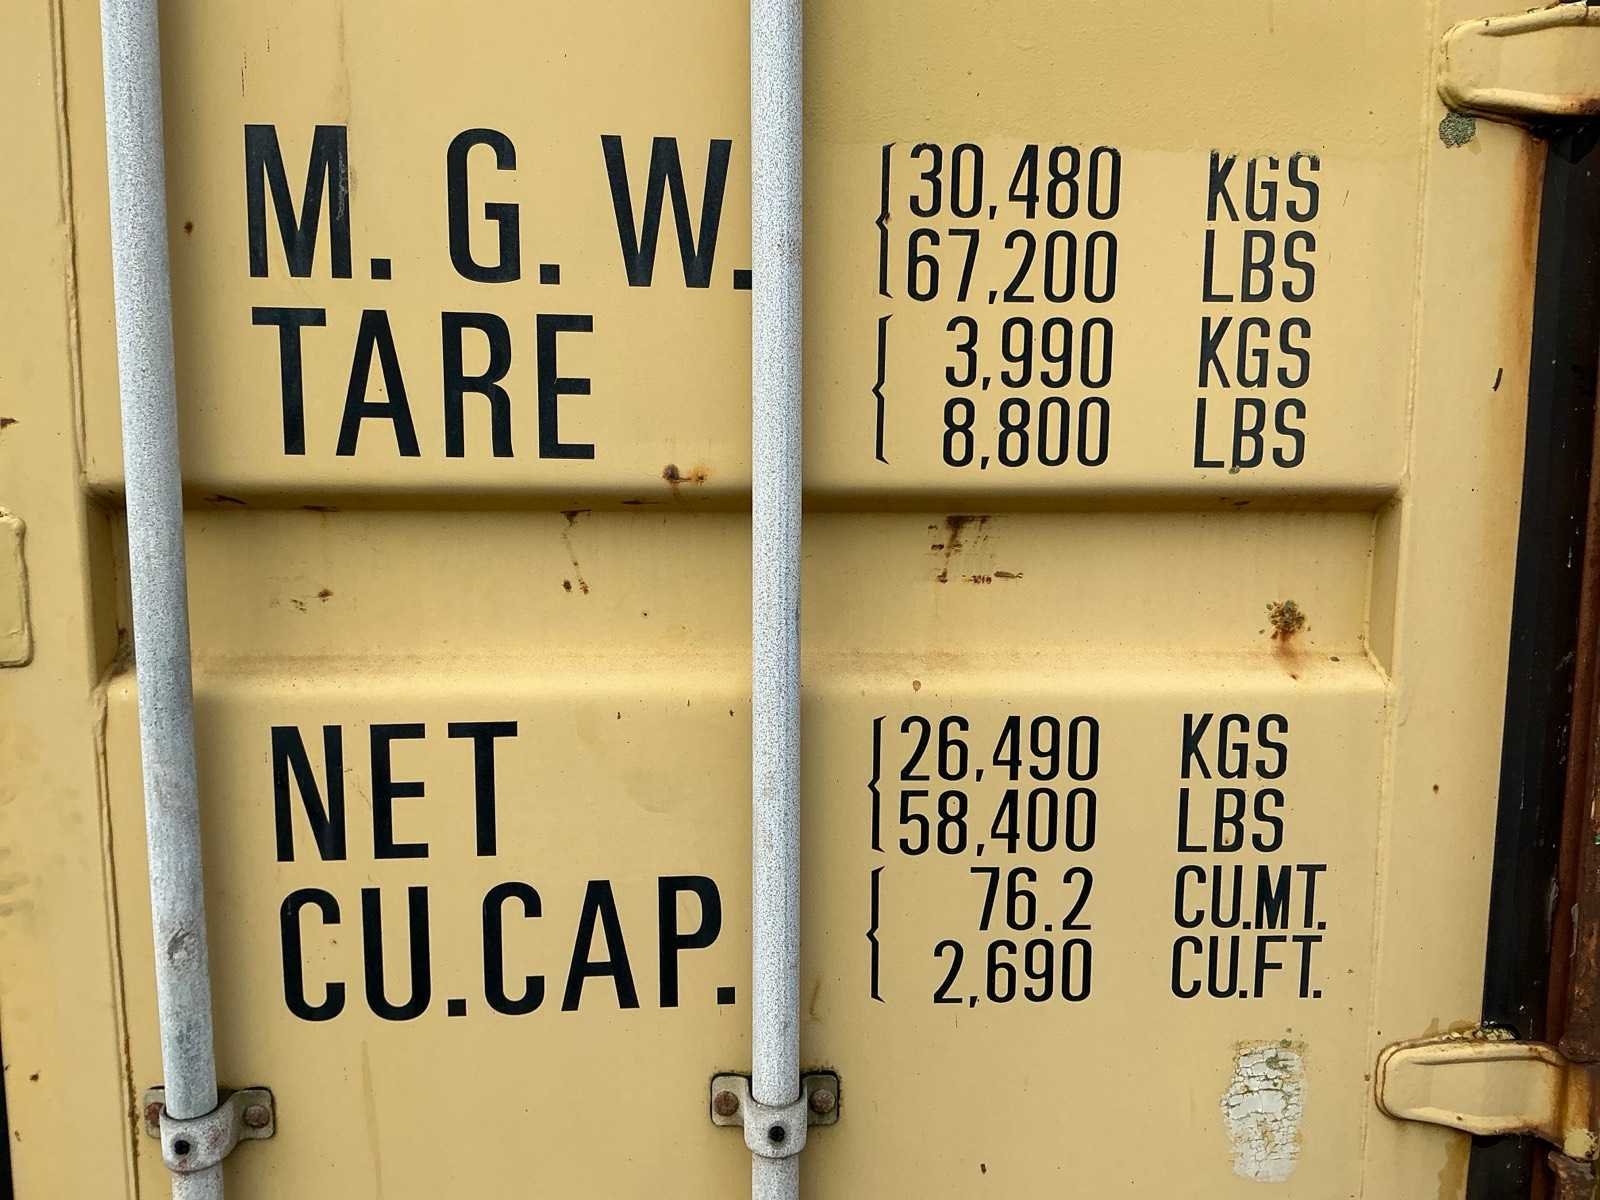 M. G. W. 30,480 KGS
67,200 LBS
TARE 3,990 KGS
8,800 LBS
NET 26,490 KGS
58,400 LBS
CU.CAP. 76.2 CU.MT.
2,690 CU.FT.